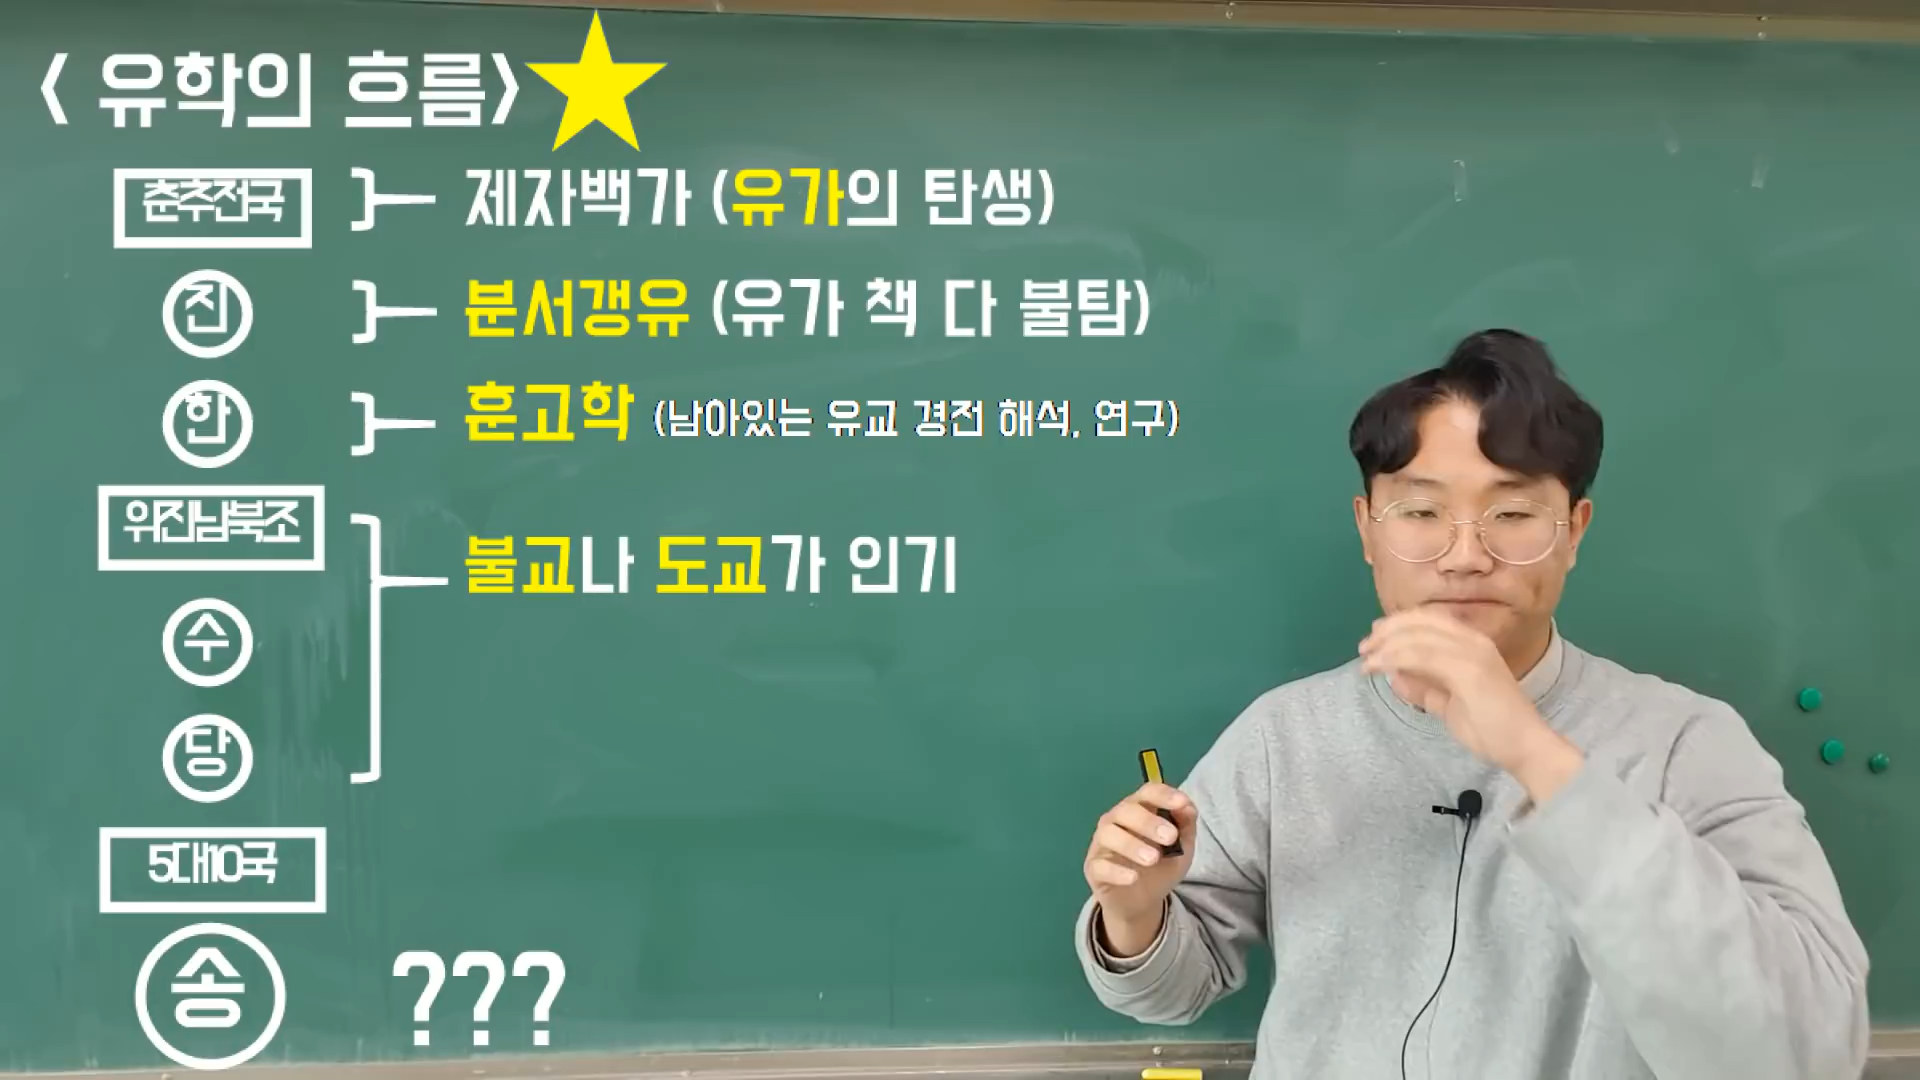 < 유학의 흐름>
춘추전국 제자백가 (유가의 탄생)
진 분서갱유 (유가 책 다 불탐)
한 훈고학 (남아있는 유교 경전 해석, 연구)
위진남북조 불교나 도교가 인기
수
당
5대10국
송 ???